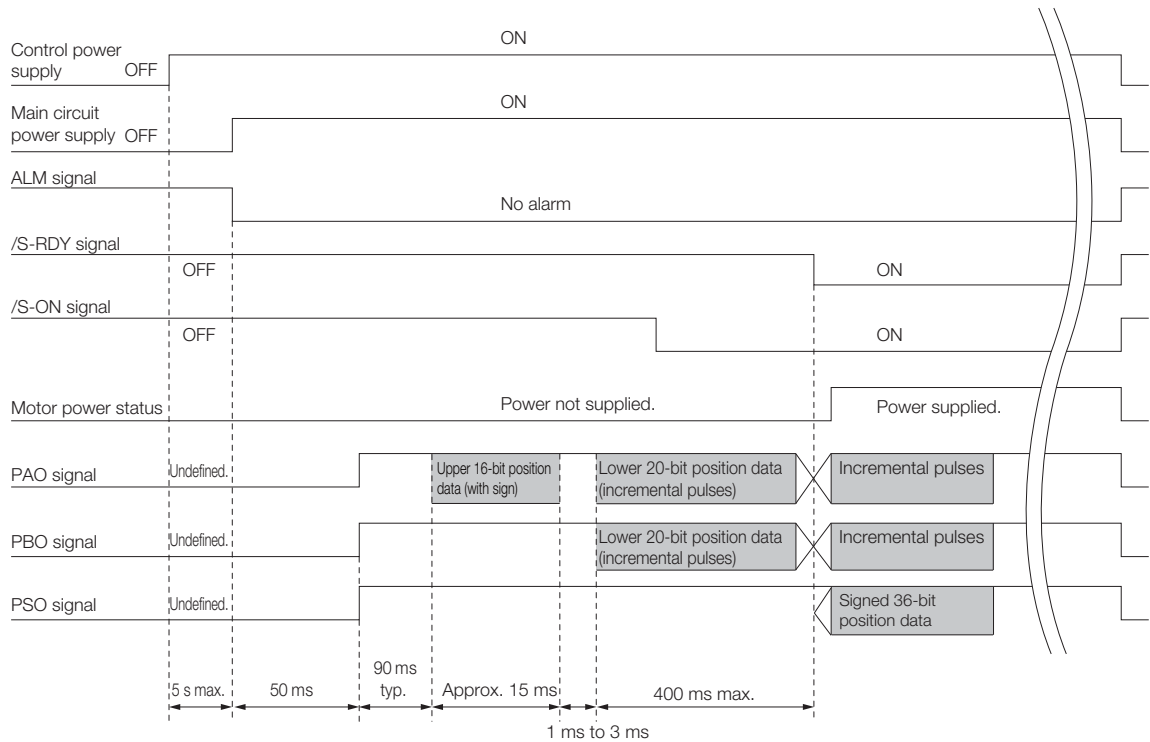 ON
Control power
supply OFF
ON
Main circuit
power supply OFF
ALM signal
No alarm
/S-RDY signal
OFF
ON
/S-ON signal
OFF
ON
Motor power status
Power not supplied.
Power supplied.
PAO signal
Undefined.
Upper 16-bit position
data (with sign)
Lower 20-bit position data
(incremental pulses)
Incremental pulses
PBO signal
Undefined.
Lower 20-bit position data
(incremental pulses)
Incremental pulses
PSO signal
Undefined.
Signed 36-bit
position data
5 s max.
50 ms
90 ms
typ.
Approx. 15 ms
400 ms max.
1 ms to 3 ms